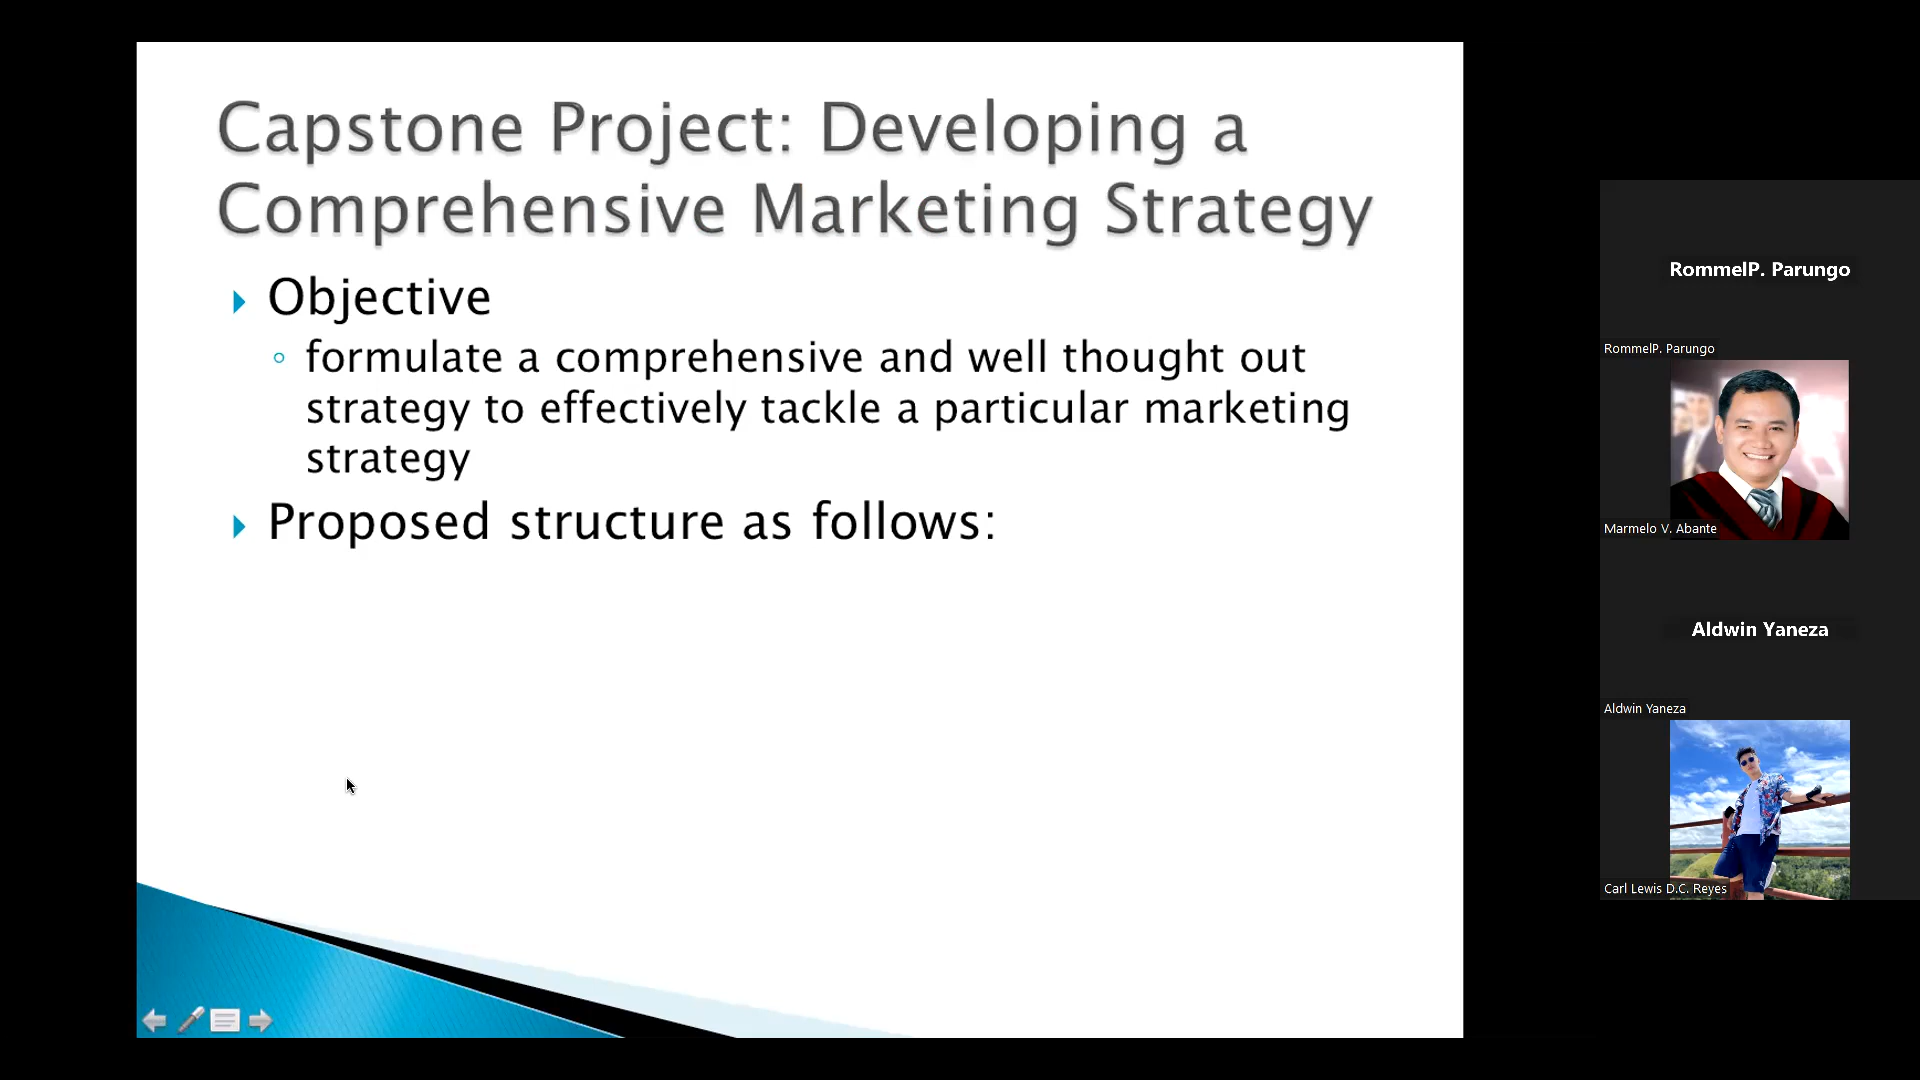 Capstone Project: Developing a
Comprehensive Marketing Strategy
Objective
formulate a comprehensive and well thought out
strategy to effectively tackle a particular marketing
strategy
Proposed structure as follows:
RommelP. Parungo
RommelP. Parungo
Marmelo V. Abante
Aldwin Yaneza
Aldwin Yaneza
Carl Lewis D.C. Reyes